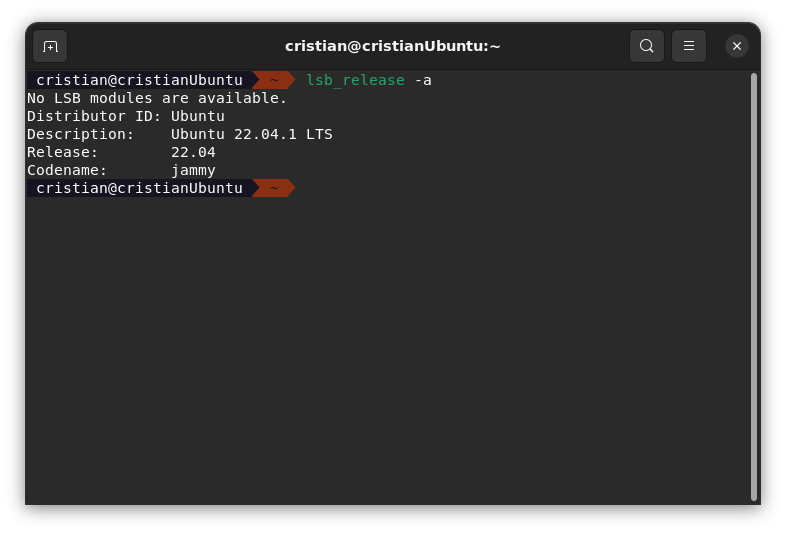 cristian@cristianUbuntu:~
cristian@cristianUbuntu ~ lsb_release -a
No LSB modules are available.
Distributor ID: Ubuntu
Description:    Ubuntu 22.04.1 LTS
Release:        22.04
Codename:       jammy
cristian@cristianUbuntu ~